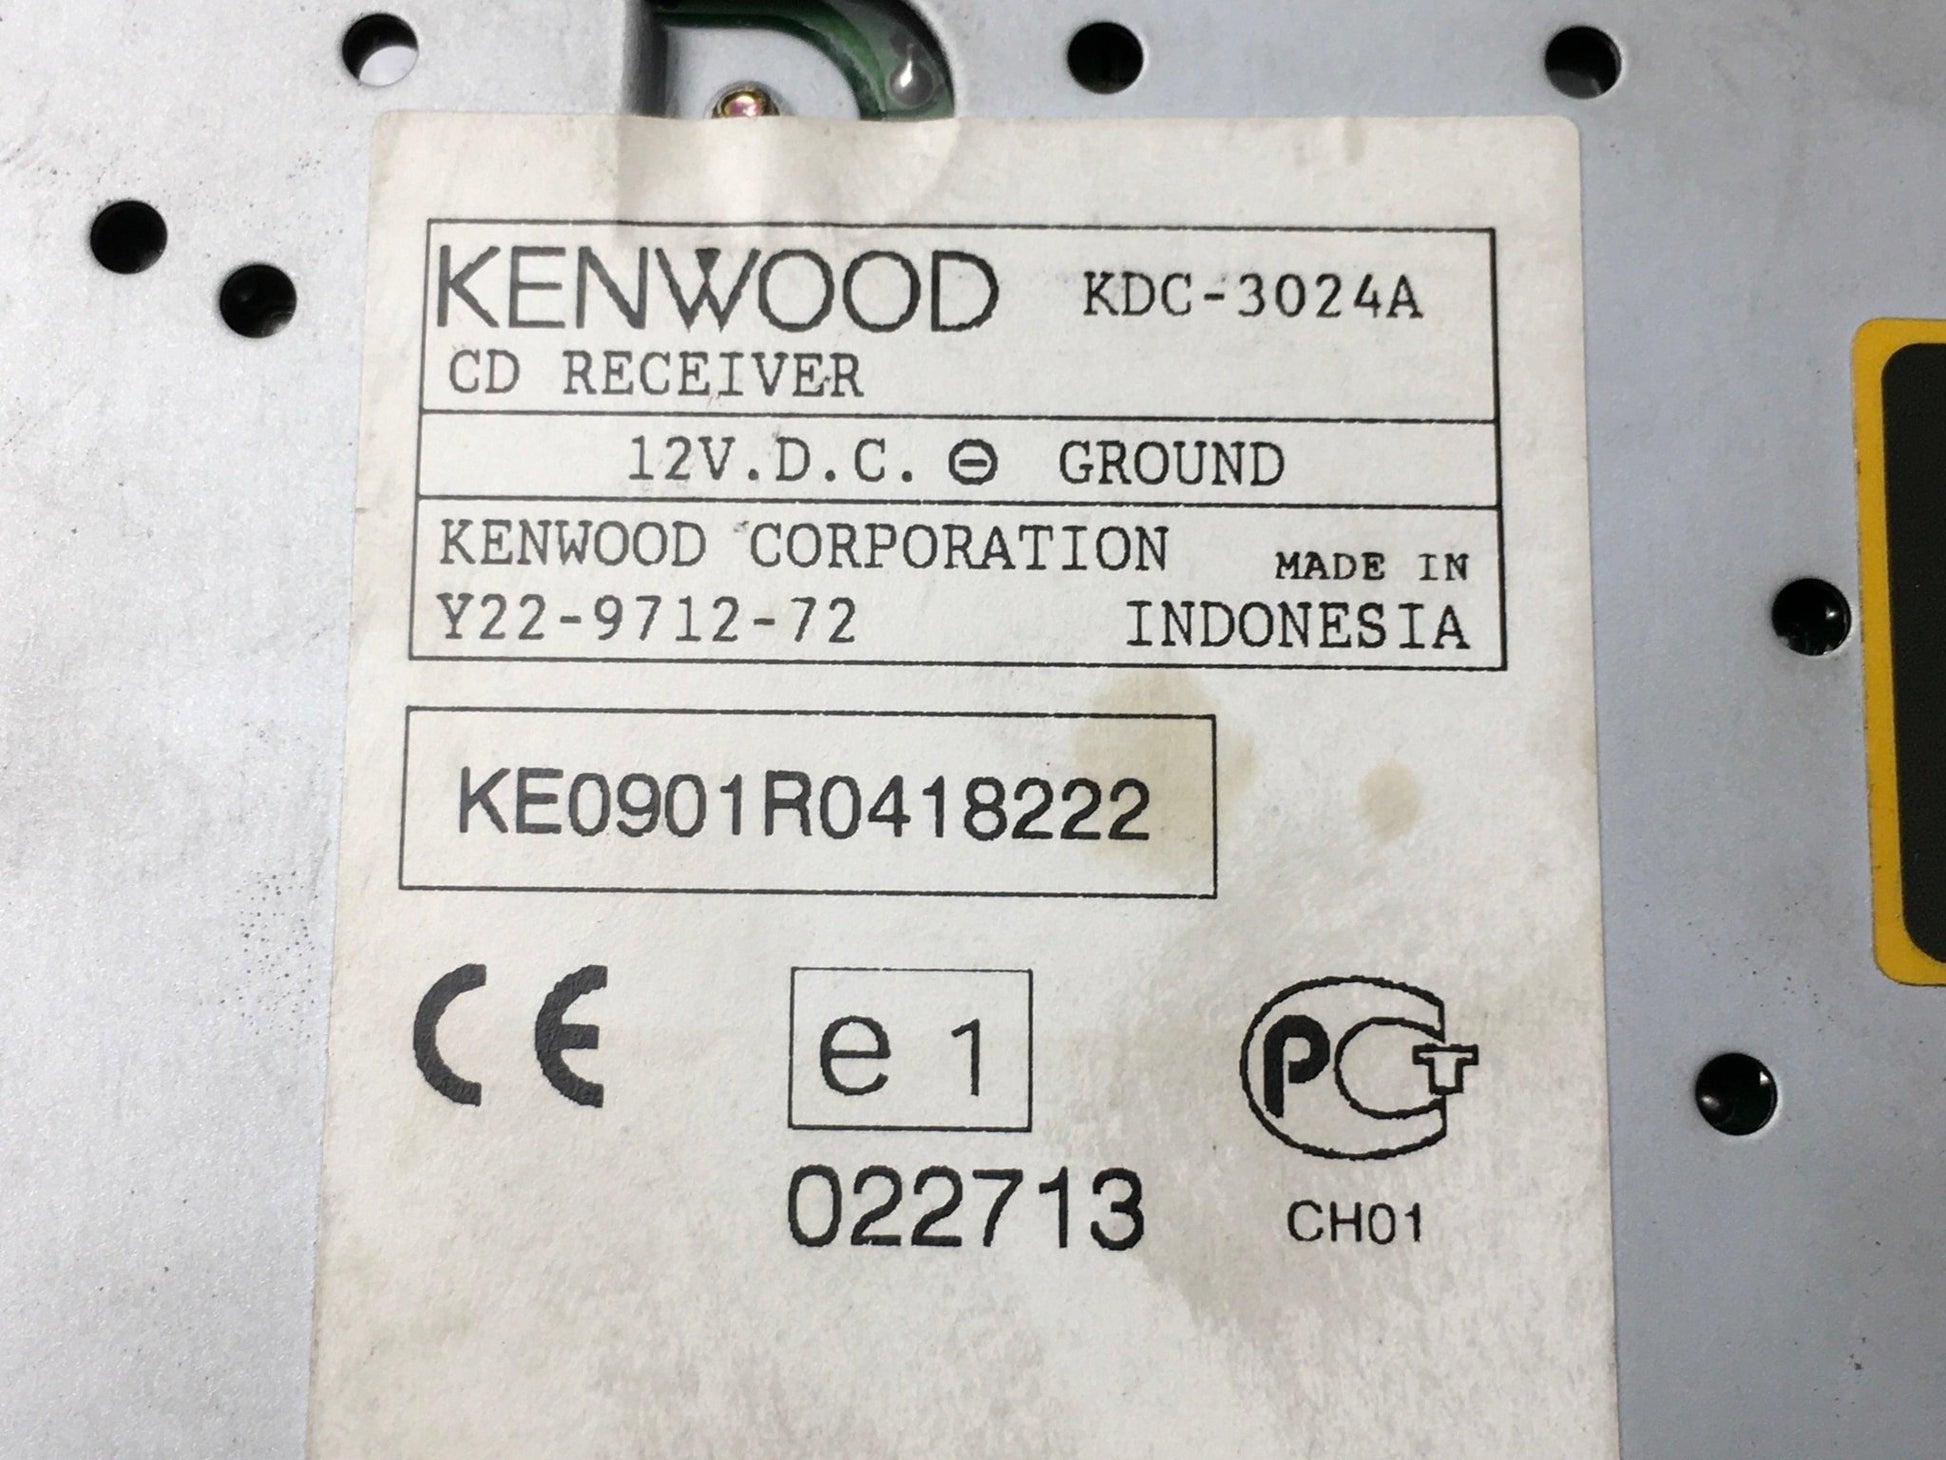 KENWOOD KDC-3024A
CD RECEIVER
12V.D.C. ⊖ GROUND
KENWOOD CORPORATION MADE IN
Y22-9712-72 INDONESIA
KE0901R0418222
CE e1 PCT
022713 CH01